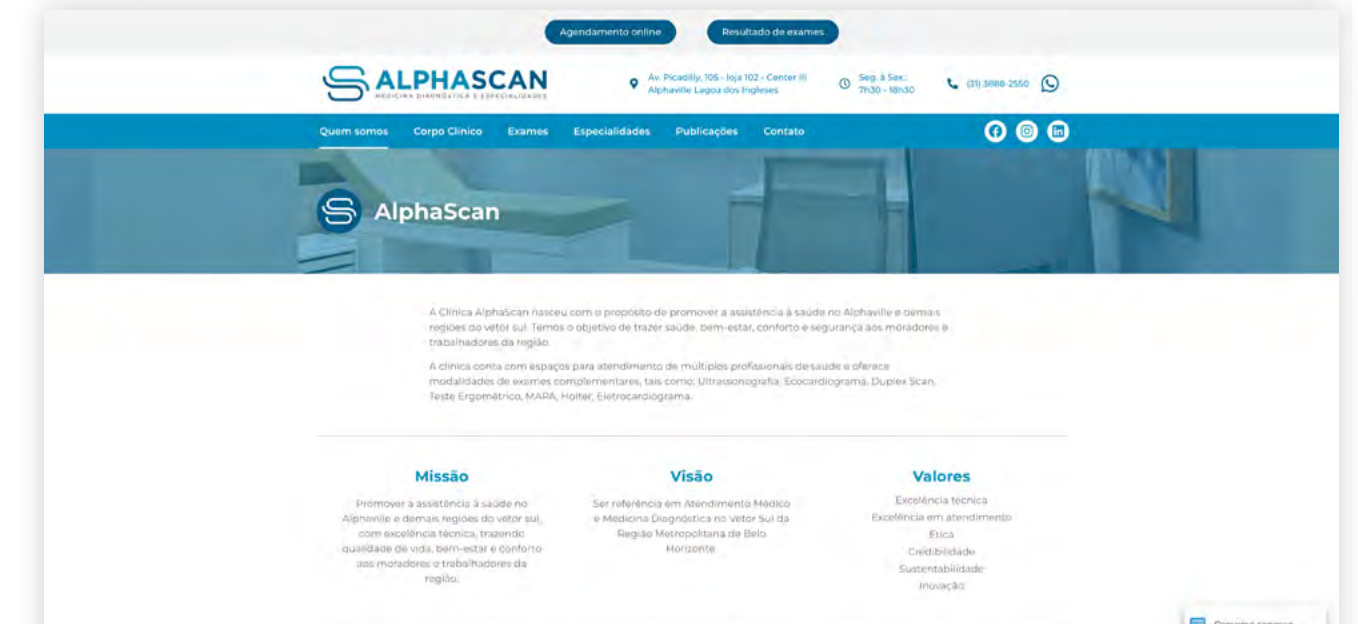 Agendamento online
Resultado de exames
ALPHASCAN
MEDICINA DIAGNÓSTICA E ESPECIALIDADES
Av. Picadilly, 105 - loja 102 - Center III
Alphaville Lagoa dos Ingleses
Seg. à Sex.:
7h30 - 18h30
(31) 3888-2550
Quem somos
Corpo Clínico
Exames
Especialidades
Publicações
Contato
AlphaScan
A Clínica AlphaScan nasceu com o propósito de promover a assistência à saúde no Alphaville e demais
regiões do vetor sul. Temos o objetivo de trazer saúde, bem-estar, conforto e segurança aos moradores e
trabalhadores da região.
A clínica conta com espaços para atendimento de múltiplos profissionais de saúde e oferece
modalidades de exames complementares, tais como: Ultrassonografia, Ecocardiograma, Duplex Scan,
Teste Ergométrico, MAPA, Holter, Eletrocardiograma.
Missão
Promover a assistência à saúde no
Alphaville e demais regiões do vetor sul,
com excelência técnica, trazendo
qualidade de vida, bem-estar e conforto
aos moradores e trabalhadores da
região.
Visão
Ser referência em Atendimento Médico
e Medicina Diagnóstica no Vetor Sul da
Região Metropolitana de Belo
Horizonte
Valores
Excelência técnica
Excelência em atendimento
Ética
Credibilidade
Sustentabilidade
Inovação